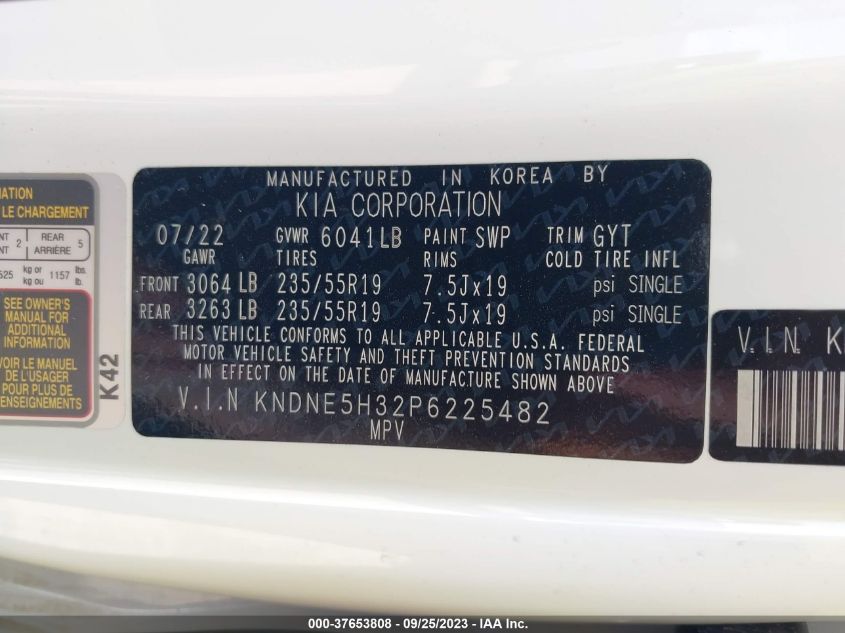 MANUFACTURED IN KOREA BY
KIA CORPORATION
07/22 GVWR 6041LB PAINT SWP TRIM GYT
GAWR TIRES RIMS COLD TIRE INFL
FRONT 3064 LB 235/55R19 7.5Jx19 psi SINGLE
REAR 3263 LB 235/55R19 7.5Jx19 psi SINGLE
THIS VEHICLE CONFORMS TO ALL APPLICABLE U.S.A. FEDERAL
MOTOR VEHICLE SAFETY AND THEFT PREVENTION STANDARDS
IN EFFECT ON THE DATE OF MANUFACTURE SHOWN ABOVE.
V.I.N KNDNE5H32P6225482
MPV
LE CHARGEMENT
2 REAR 5
ARRIÈRE
kg or 1157 lbs.
kg ou lb.
SEE OWNER'S
MANUAL FOR
ADDITIONAL
INFORMATION
Voir LE MANUEL
DE L'USAGER
POUR PLUS DE
K42
V.I.N. K
000-37653808 - 09/25/2023 - IAA Inc.